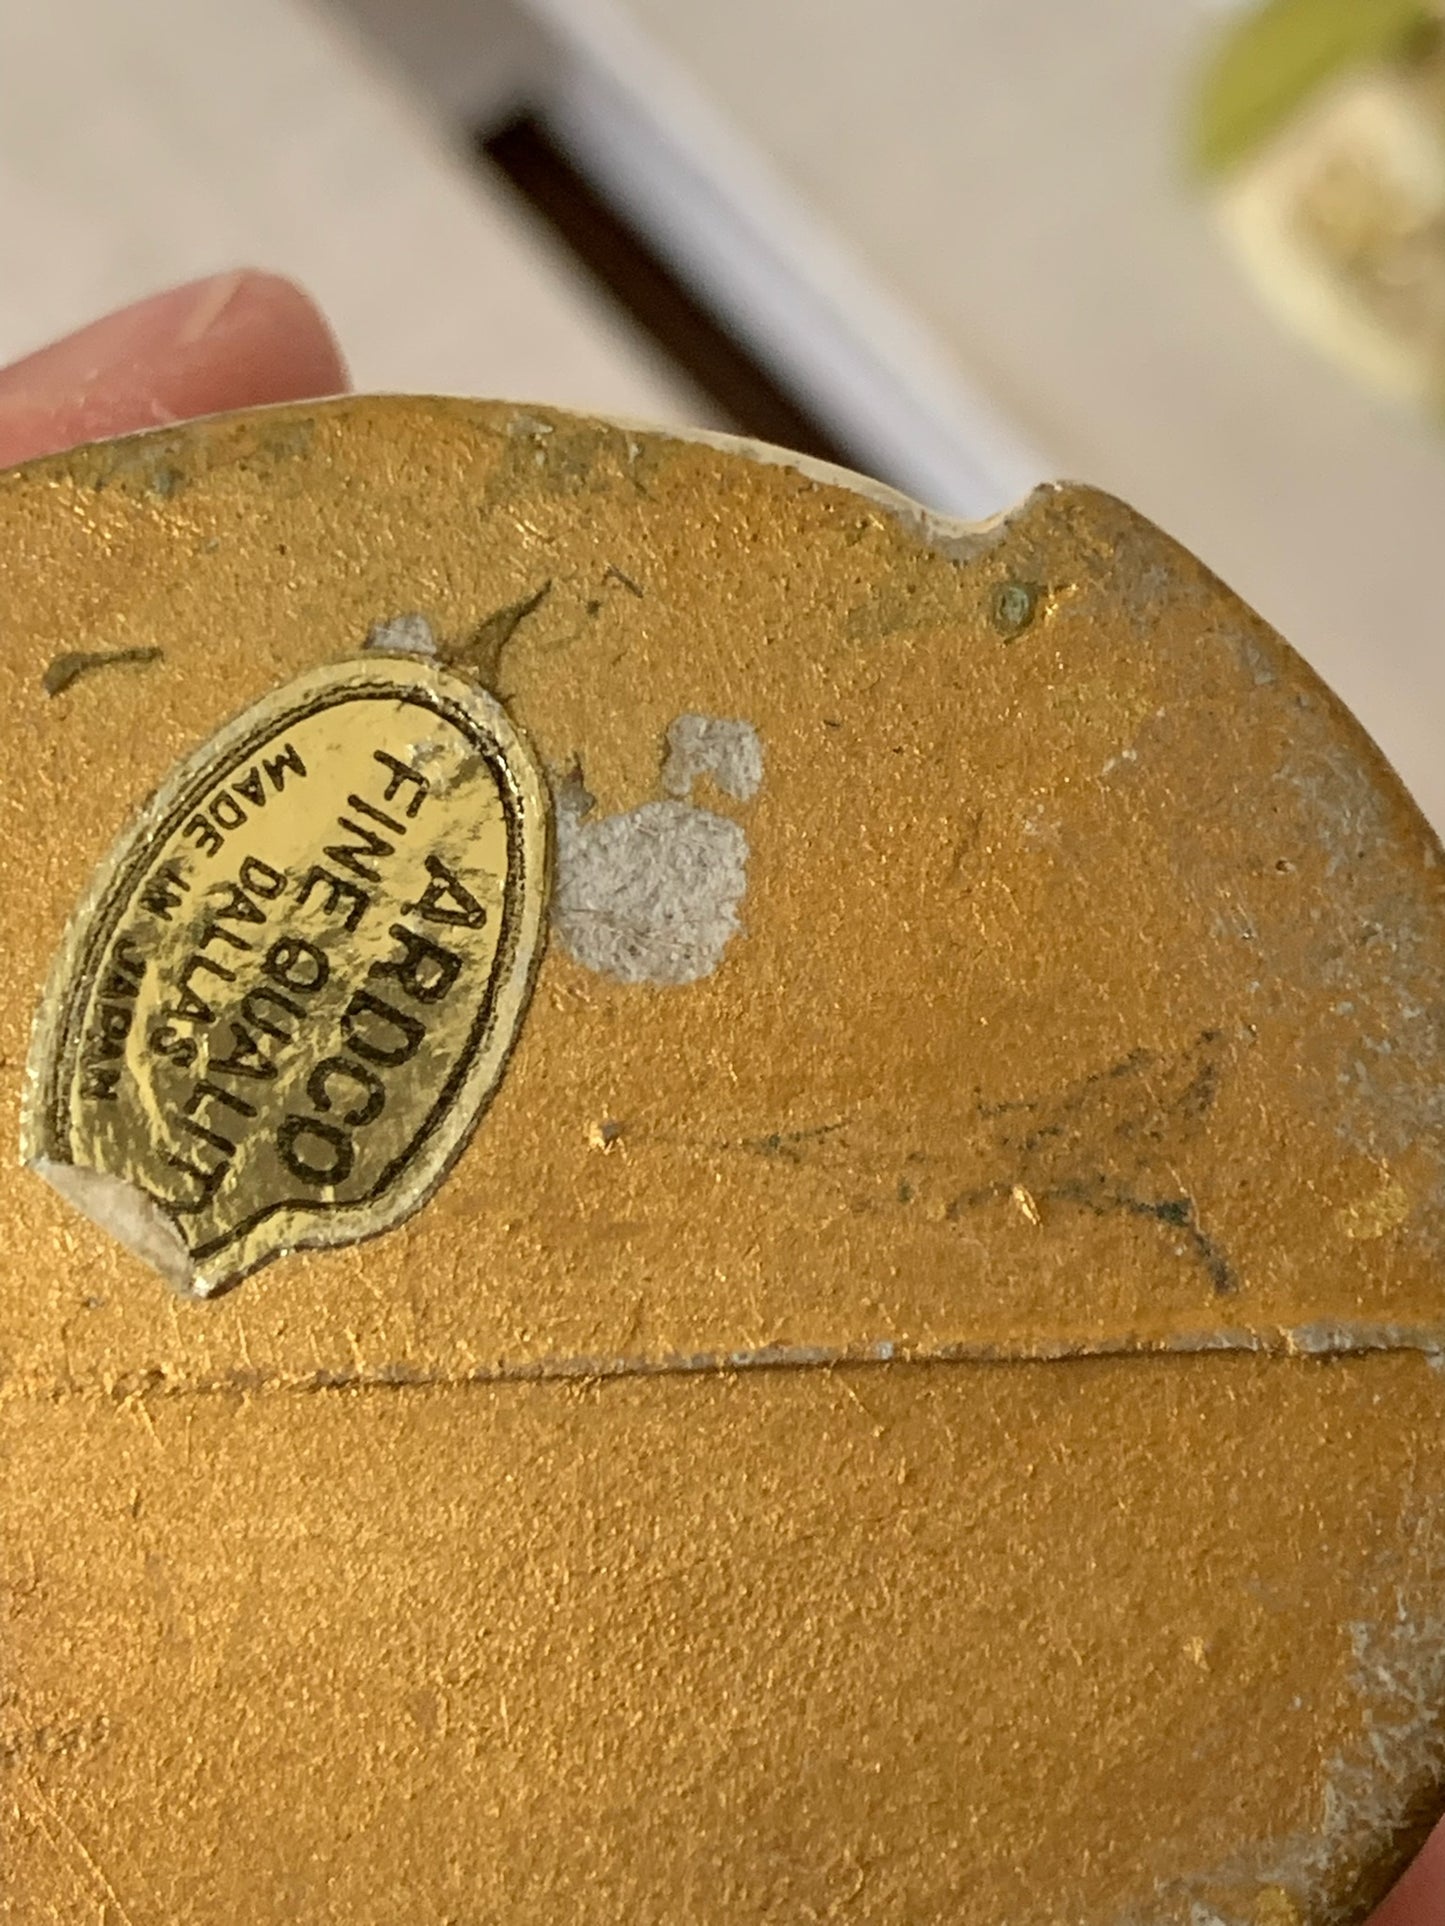 ARDCO
FINE QUALITY
DALLAS
MADE IN JAPAN